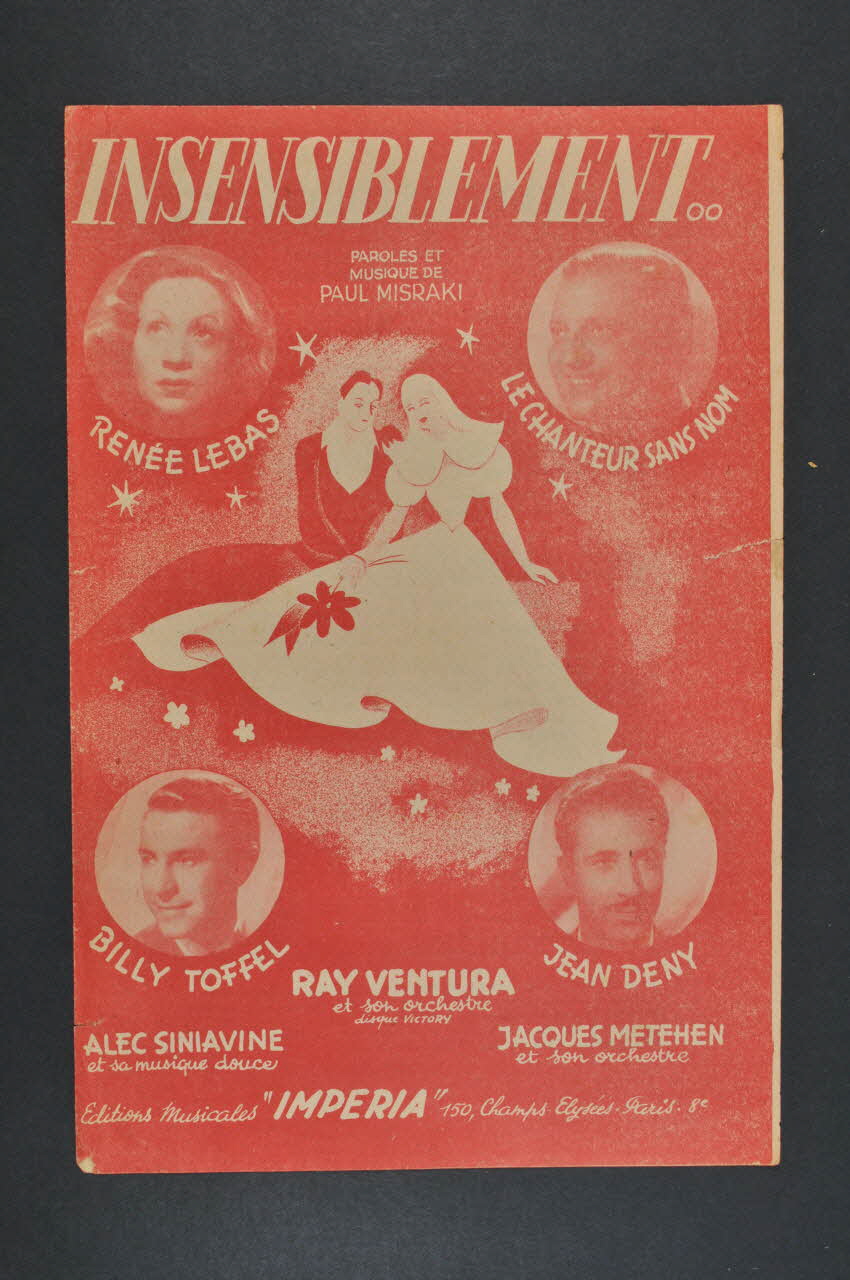 INSENSIBLEMENT..
PAROLES ET
MUSIQUE DE
PAUL MISRAKI
RENÉE LEBAS
LE CHANTEUR SANS NOM
BILLY TOFFEL
JEAN DENY
RAY VENTURA
et son orchestre
disque VICTORY
ALEC SINIAVINE
et sa musique douce
JACQUES METEHEN
et son orchestre
Editions Musicales "IMPERIA" 150, Champs-Elysées-Paris-8e